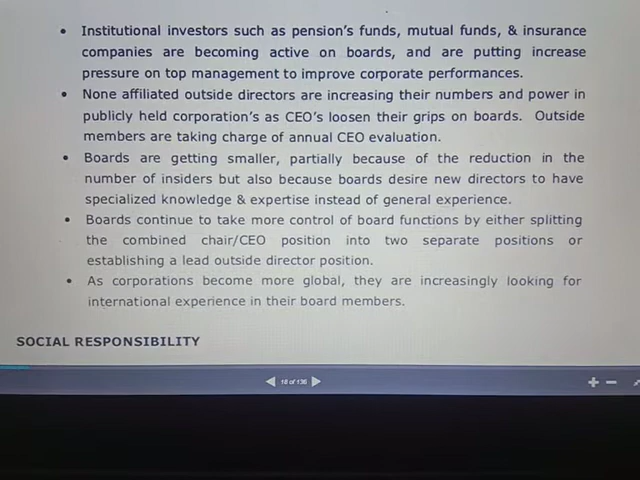 • Institutional investors such as pension's funds, mutual funds, & insurance
companies are becoming active on boards, and are putting increase
pressure on top management to improve corporate performances.
• None affiliated outside directors are increasing their numbers and power in
publicly held corporation's as CEO's loosen their grips on boards. Outside
members are taking charge of annual CEO evaluation.
• Boards are getting smaller, partially because of the reduction in the
number of insiders but also because boards desire new directors to have
specialized knowledge & expertise instead of general experience.
• Boards continue to take more control of board functions by either splitting
the combined chair/CEO position into two separate positions or
establishing a lead outside director position.
• As corporations become more global, they are increasingly looking for
international experience in their board members.
SOCIAL RESPONSIBILITY
18 of 135